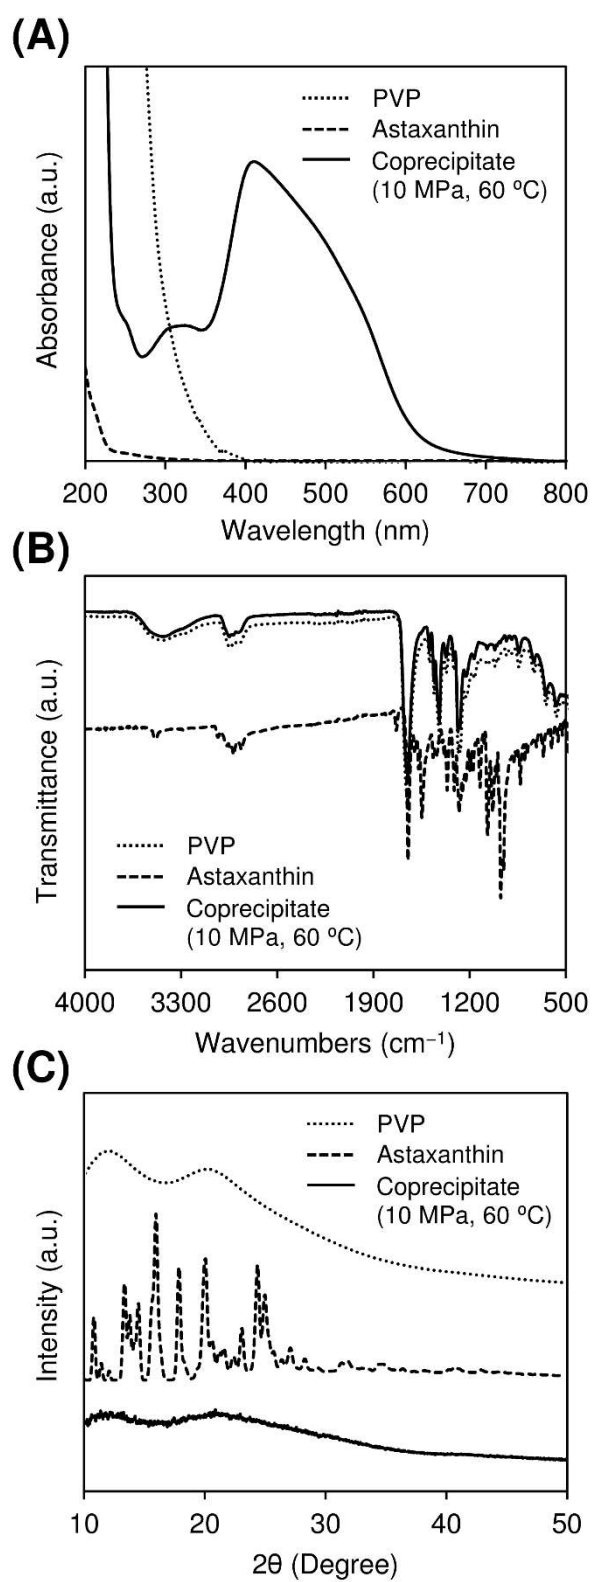 (A)
PVP
Astaxanthin
Coprecipitate
(10 MPa, 60 ºC)
Absorbance (a.u.)
200 300 400 500 600 700 800
Wavelength (nm)
(B)
Transmittance (a.u.)
PVP
Astaxanthin
Coprecipitate
(10 MPa, 60 ºC)
4000 3300 2600 1900 1200 500
Wavenumbers (cm⁻¹)
(C)
PVP
Astaxanthin
Coprecipitate
(10 MPa, 60 ºC)
Intensity (a.u.)
10 20 30 40 50
2θ (Degree)